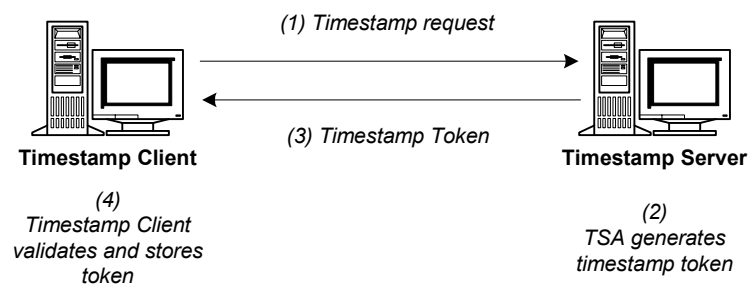 (1) Timestamp request
(3) Timestamp Token
Timestamp Client
Timestamp Server
(4)
Timestamp Client
validates and stores
token
(2)
TSA generates
timestamp token